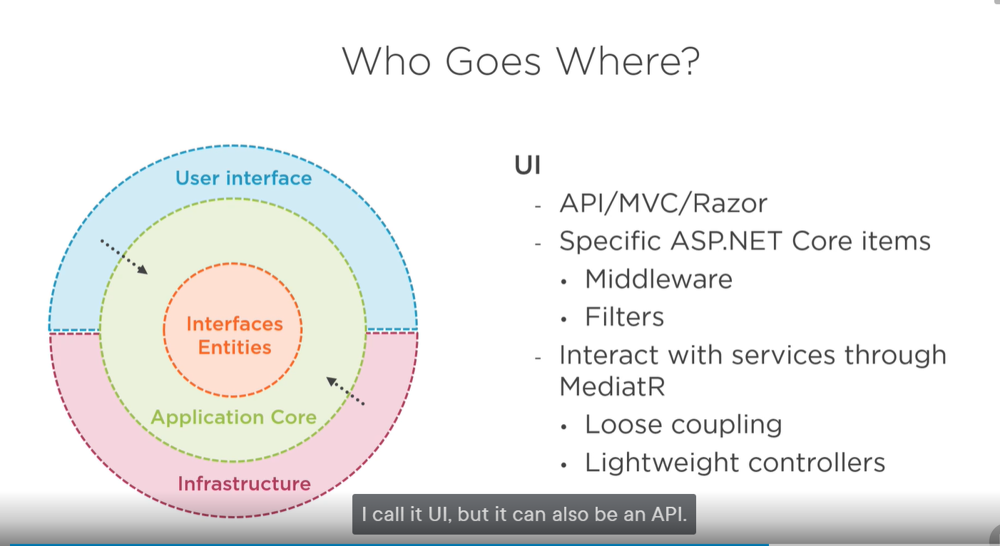 Who Goes Where?
User interface
Interfaces
Entities
Application Core
Infrastructure
UI
- API/MVC/Razor
- Specific ASP.NET Core items
• Middleware
• Filters
- Interact with services through
MediatR
• Loose coupling
• Lightweight controllers
I call it UI, but it can also be an API.